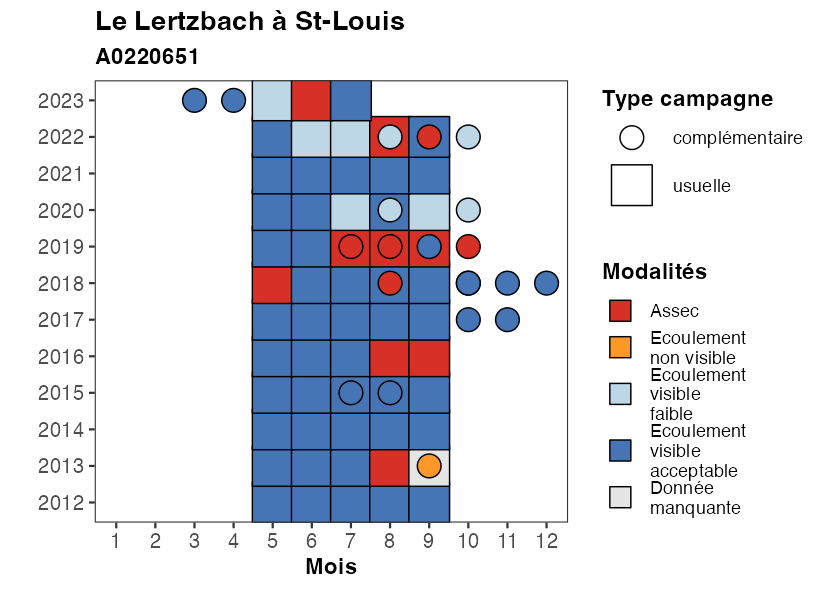 Le Lertzbach à St-Louis
A0220651
2023
2022
2021
2020
2019
2018
2017
2016
2015
2014
2013
2012
1 2 3 4 5 6 7 8 9 10 11 12
Mois
Type campagne
complémentaire
usuelle
Modalités
Assec
Ecoulement
non visible
Ecoulement
visible
faible
Ecoulement
visible
acceptable
Donnée
manquante